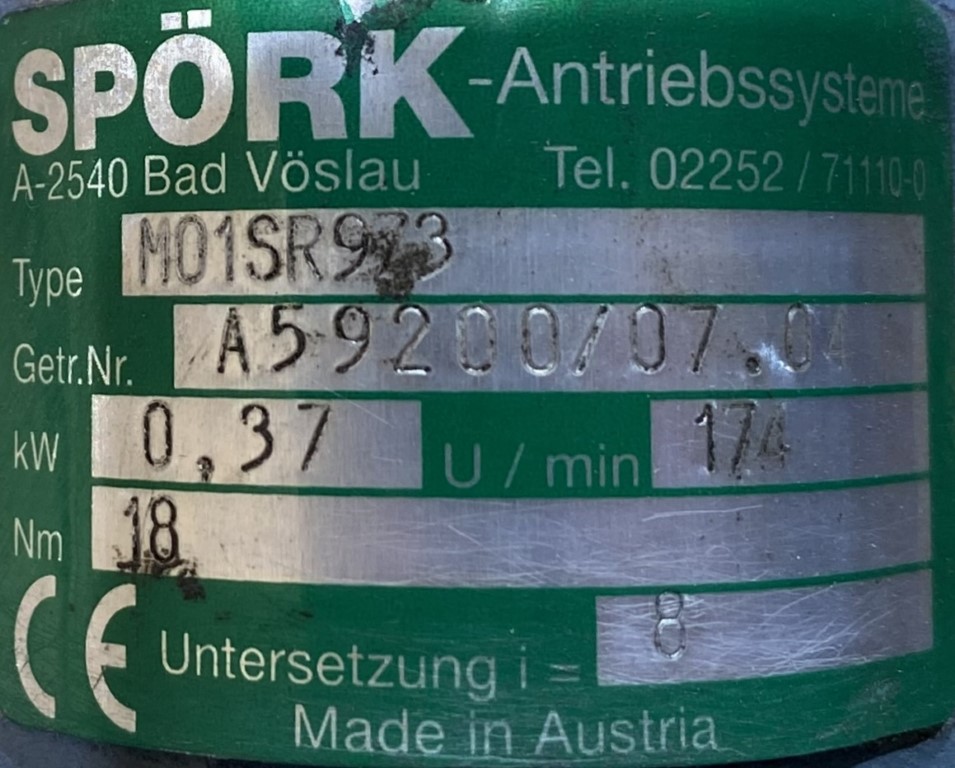 SPÖRK-Antriebssysteme
A-2540 Bad Vöslau Tel. 02252 / 71110-0
Type
Getr.Nr. A59200/07.04
kW 0,37 U / min 174
Nm 18
CE Untersetzung i = 8
Made in Austria